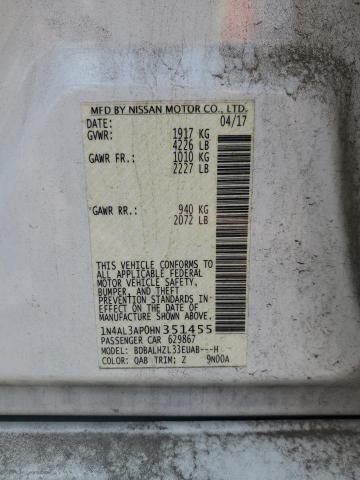 MFD BY NISSAN MOTOR CO., LTD.
DATE: 04/17
GVWR: 1917 KG
4226 LB
GAWR FR.: 1010 KG
2227 LB
GAWR RR.: 940 KG
2072 LB
THIS VEHICLE CONFORMS TO
ALL APPLICABLE FEDERAL
MOTOR VEHICLE SAFETY,
BUMPER, AND THEFT
PREVENTION STANDARDS
IN EFFECT ON THE DATE OF
MANUFACTURE SHOWN ABOVE.
1N4AL3AP0HN351455
PASSENGER CAR 629867
MODEL: BDBALHZL33EUAB---H
COLOR: QAB TRIM: Z 9N00A